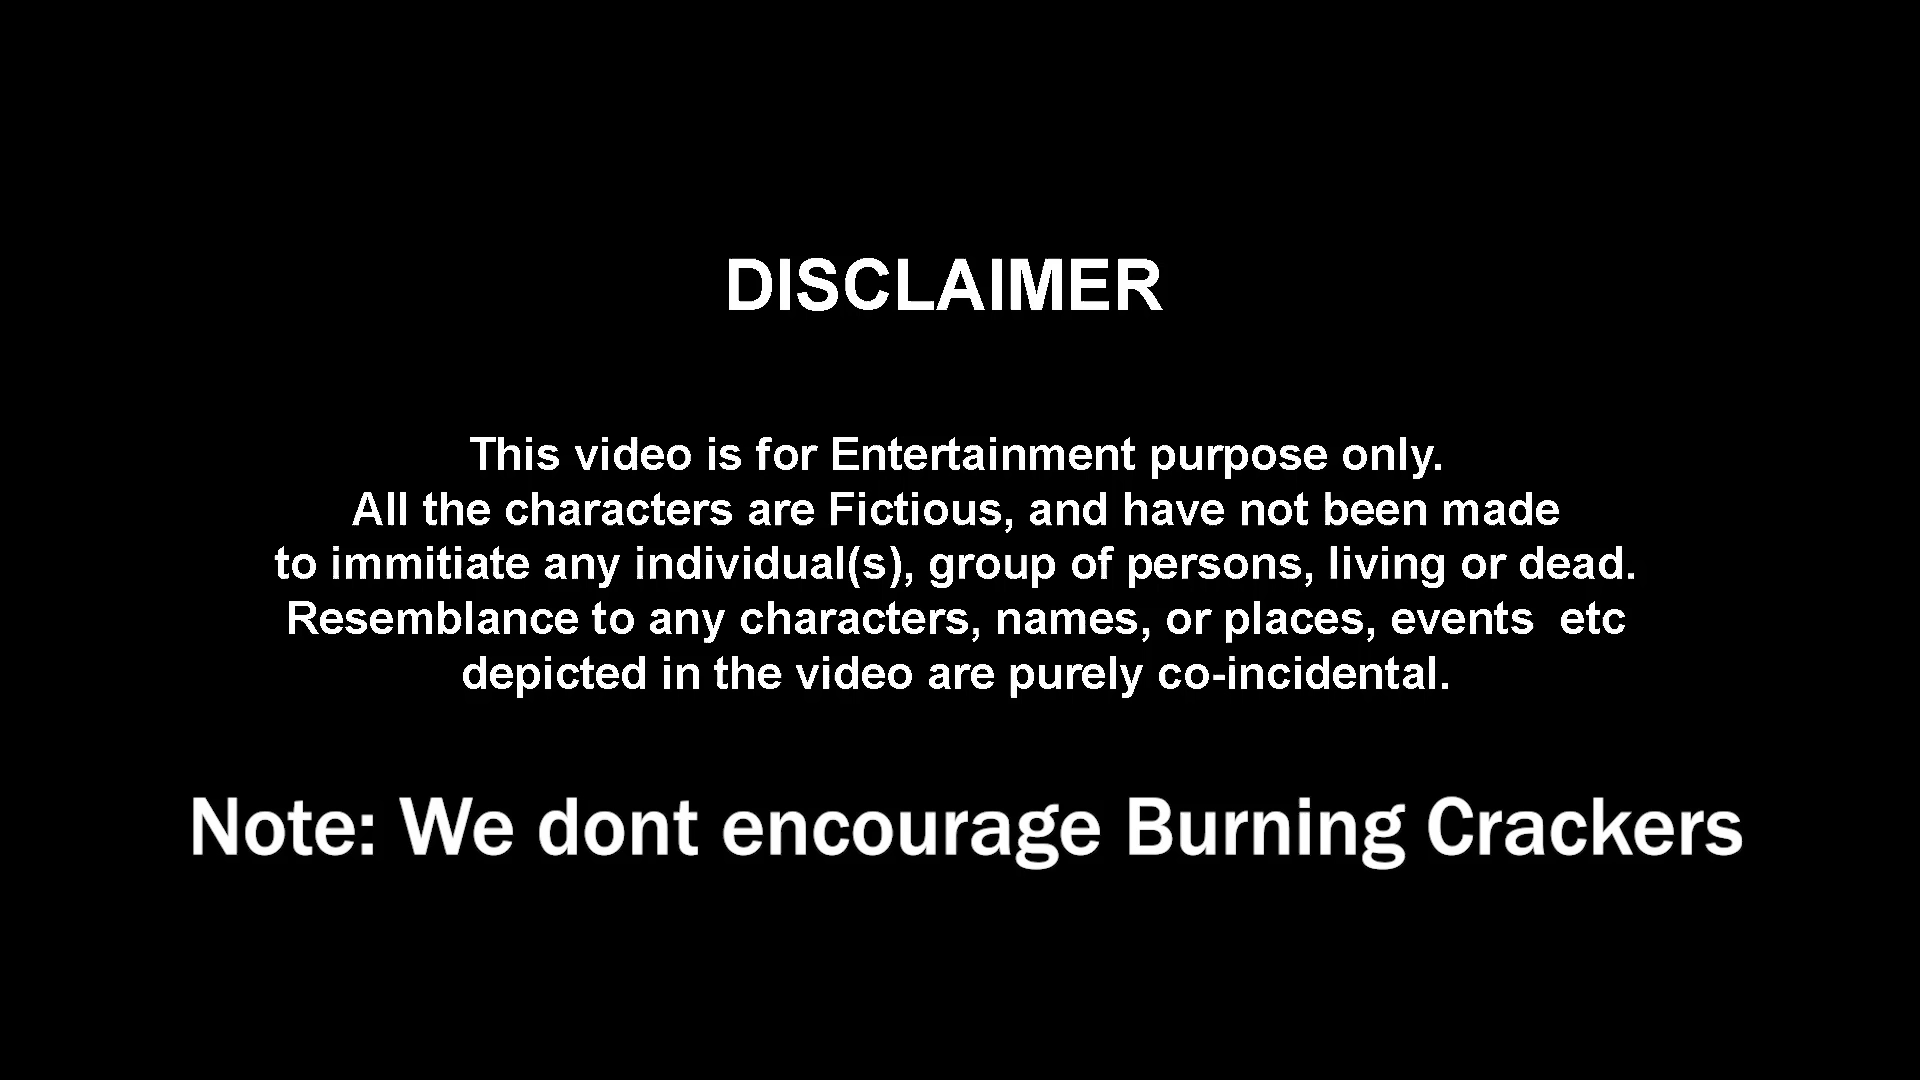 DISCLAIMER
This video is for Entertainment purpose only.
All the characters are Fictious, and have not been made
to immitiate any individual(s), group of persons, living or dead.
Resemblance to any characters, names, or places, events  etc
depicted in the video are purely co-incidental.
Note: We dont encourage Burning Crackers